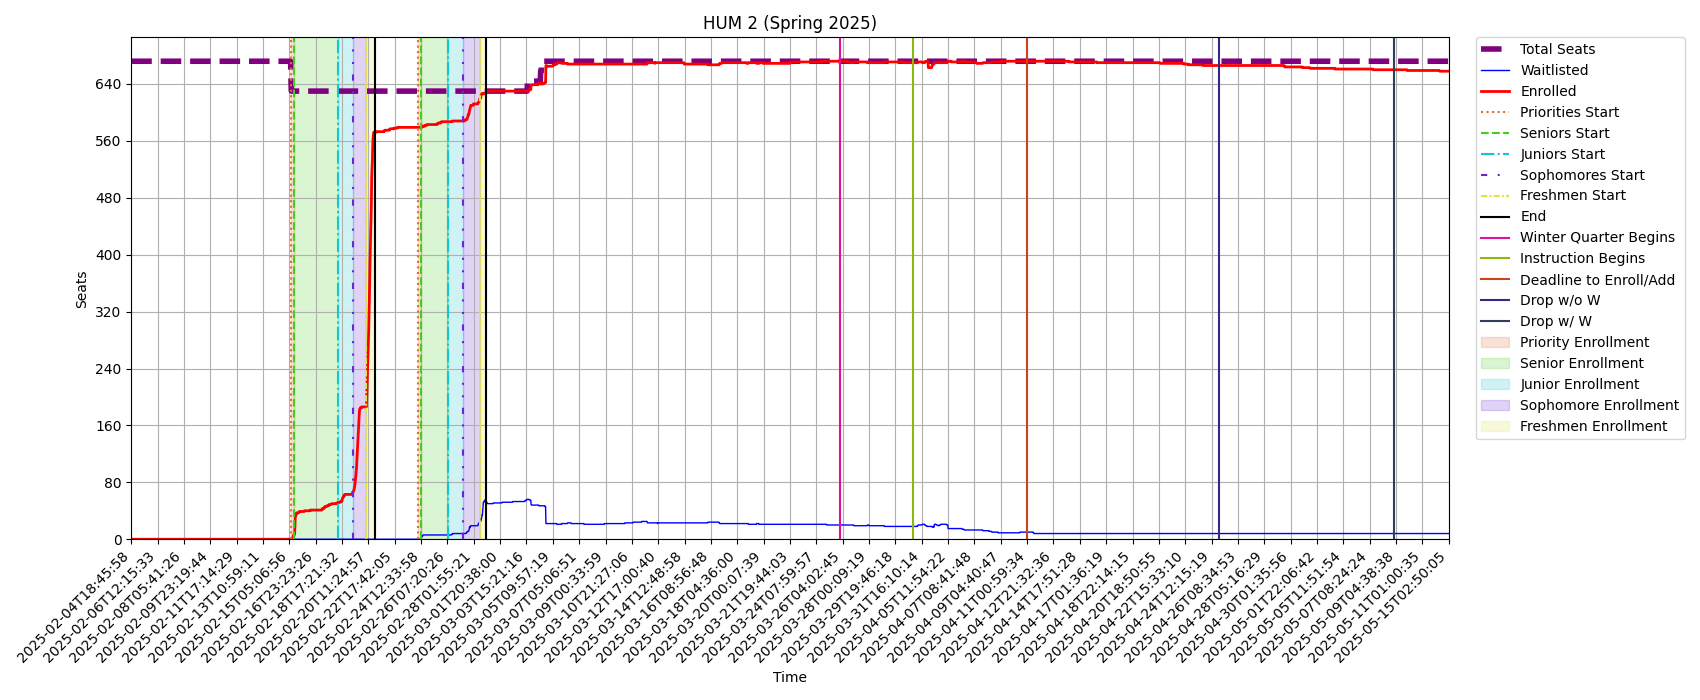 HUM 2 (Spring 2025)
Seats
640
560
480
400
320
240
160
80
0
2025-02-04T18:45:58
2025-02-06T12:15:33
2025-02-08T05:41:26
2025-02-09T23:19:44
2025-02-11T17:14:29
2025-02-13T10:59:11
2025-02-15T05:06:56
2025-02-16T23:23:26
2025-02-18T17:21:32
2025-02-20T11:24:57
2025-02-22T17:42:05
2025-02-24T12:33:58
2025-02-26T07:20:26
2025-02-28T01:55:21
2025-03-01T20:38:00
2025-03-03T15:21:16
2025-03-05T09:57:19
2025-03-07T05:06:51
2025-03-09T00:33:59
2025-03-10T21:27:06
2025-03-12T17:00:40
2025-03-14T12:48:58
2025-03-16T08:56:48
2025-03-18T04:36:00
2025-03-20T00:07:39
2025-03-21T19:44:03
2025-03-24T07:59:57
2025-03-26T04:02:45
2025-03-28T00:09:19
2025-03-29T19:46:18
2025-03-31T16:10:14
2025-04-05T11:54:22
2025-04-07T08:41:48
2025-04-09T04:40:47
2025-04-11T00:59:34
2025-04-12T21:32:36
2025-04-14T17:51:28
2025-04-17T01:36:19
2025-04-18T22:14:15
2025-04-20T18:50:55
2025-04-22T15:33:10
2025-04-24T12:15:19
2025-04-26T08:34:53
2025-04-28T05:16:29
2025-04-30T01:35:56
2025-05-01T22:06:42
2025-05-05T11:51:54
2025-05-07T08:24:24
2025-05-09T04:38:38
2025-05-11T01:00:35
2025-05-15T02:50:05
Time
Total Seats
Waitlisted
Enrolled
Priorities Start
Seniors Start
Juniors Start
Sophomores Start
Freshmen Start
End
Winter Quarter Begins
Instruction Begins
Deadline to Enroll/Add
Drop w/o W
Drop w/ W
Priority Enrollment
Senior Enrollment
Junior Enrollment
Sophomore Enrollment
Freshmen Enrollment